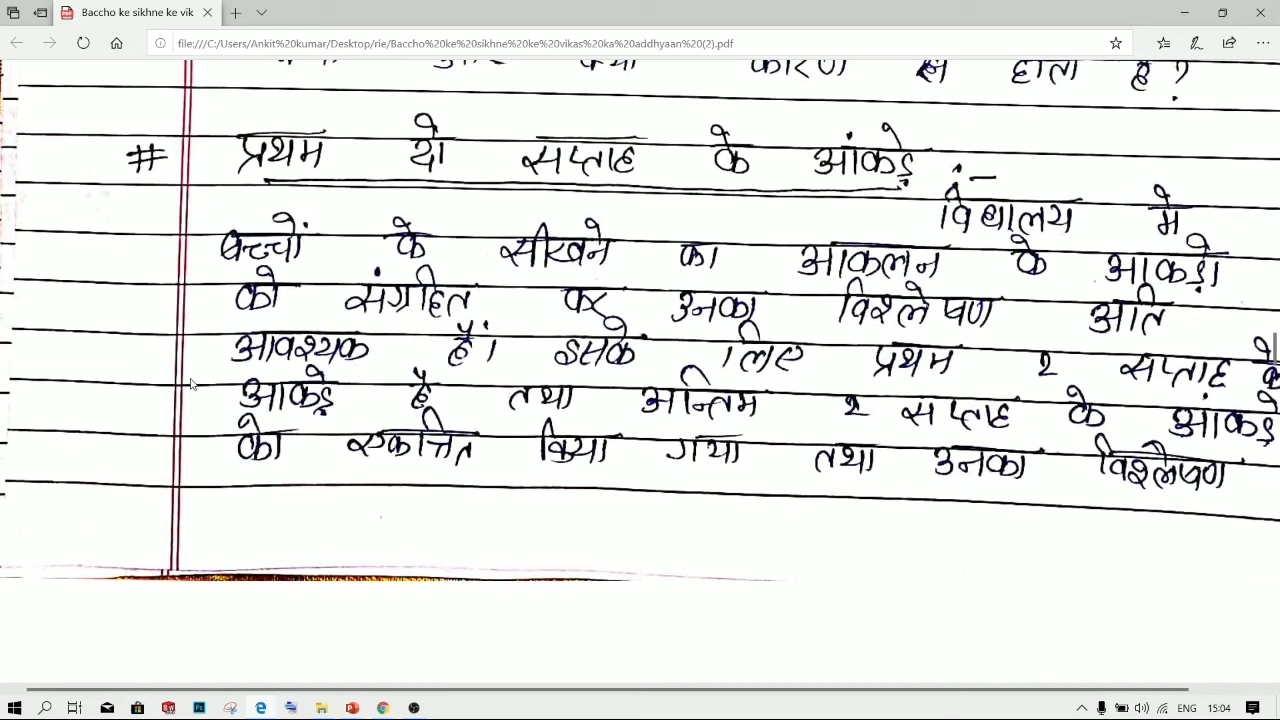 Baccho ke sikhne ke vik
file:///C:/Users/Ankit%20kumar/Desktop/rie/Baccho%20ke%20sikhne%20ke%20vikas%20ka%20addhyaan%20(2).pdf
कारण से होता है?
# प्रथम दो सप्ताह के आंकड़े :-
विद्यालय मे
बच्चों के सीखने का आकलन के आकड़ो
को संग्रहित कर उनका विश्लेषण अति
आवश्यक है। इसके लिए प्रथम 2 सप्ताह के
आकड़े है तथा अन्तिम 2 सप्ताह के आंकड़े
को एकत्रित किया गया तथा उनका विश्लेषण
ENG 15:04